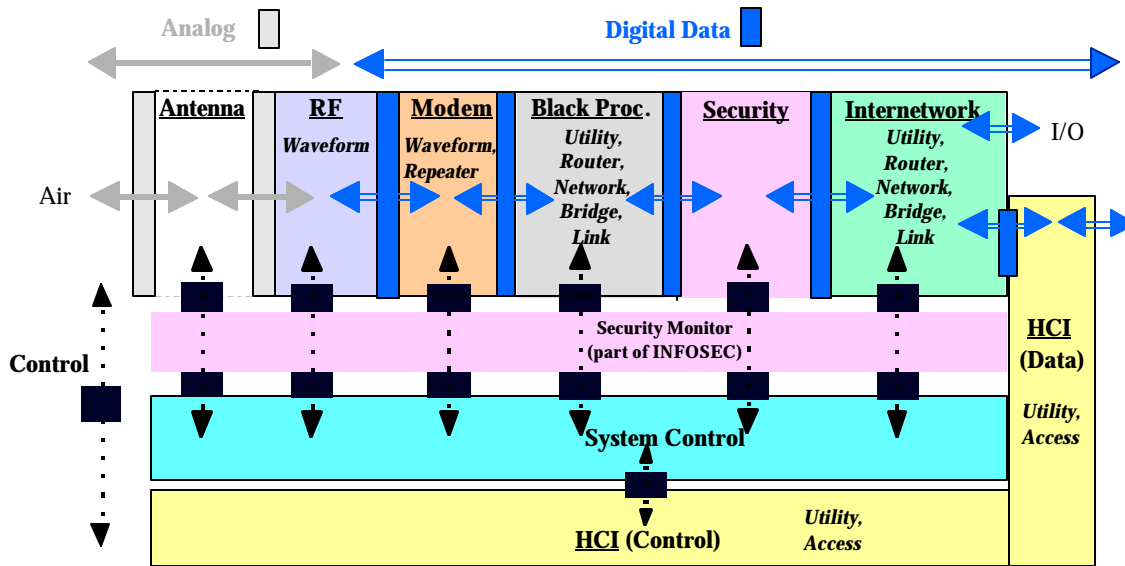 Analog
Digital Data
Antenna
RF
Waveform
Modem
Waveform,
Repeater
Black Proc.
Utility,
Router,
Network,
Bridge,
Link
Security
Internetwork
Utility,
Router,
Network,
Bridge,
Link
I/O
Air
Control
Security Monitor
(part of INFOSEC)
HCI
(Data)
Utility,
Access
System Control
HCI (Control)
Utility,
Access